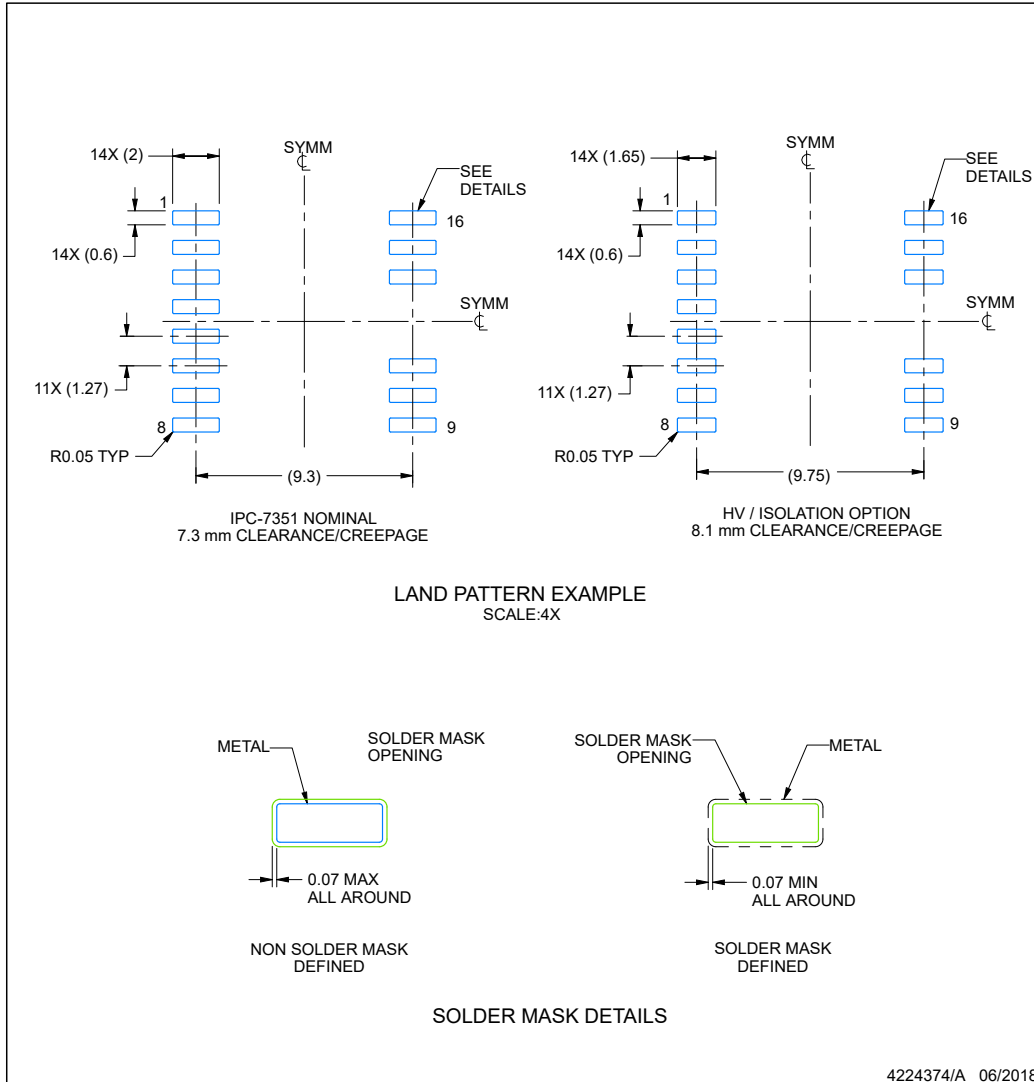 14X (2)
SYMM
℄
SEE
DETAILS
1
16
14X (0.6)
SYMM
℄
11X (1.27)
8
9
R0.05 TYP
(9.3)
IPC-7351 NOMINAL
7.3 mm CLEARANCE/CREEPAGE
14X (1.65)
SYMM
℄
SEE
DETAILS
1
16
14X (0.6)
SYMM
℄
11X (1.27)
8
9
R0.05 TYP
(9.75)
HV / ISOLATION OPTION
8.1 mm CLEARANCE/CREEPAGE
LAND PATTERN EXAMPLE
SCALE:4X
METAL
SOLDER MASK
OPENING
0.07 MAX
ALL AROUND
NON SOLDER MASK
DEFINED
SOLDER MASK
OPENING
METAL
0.07 MIN
ALL AROUND
SOLDER MASK
DEFINED
SOLDER MASK DETAILS
4224374/A 06/2018